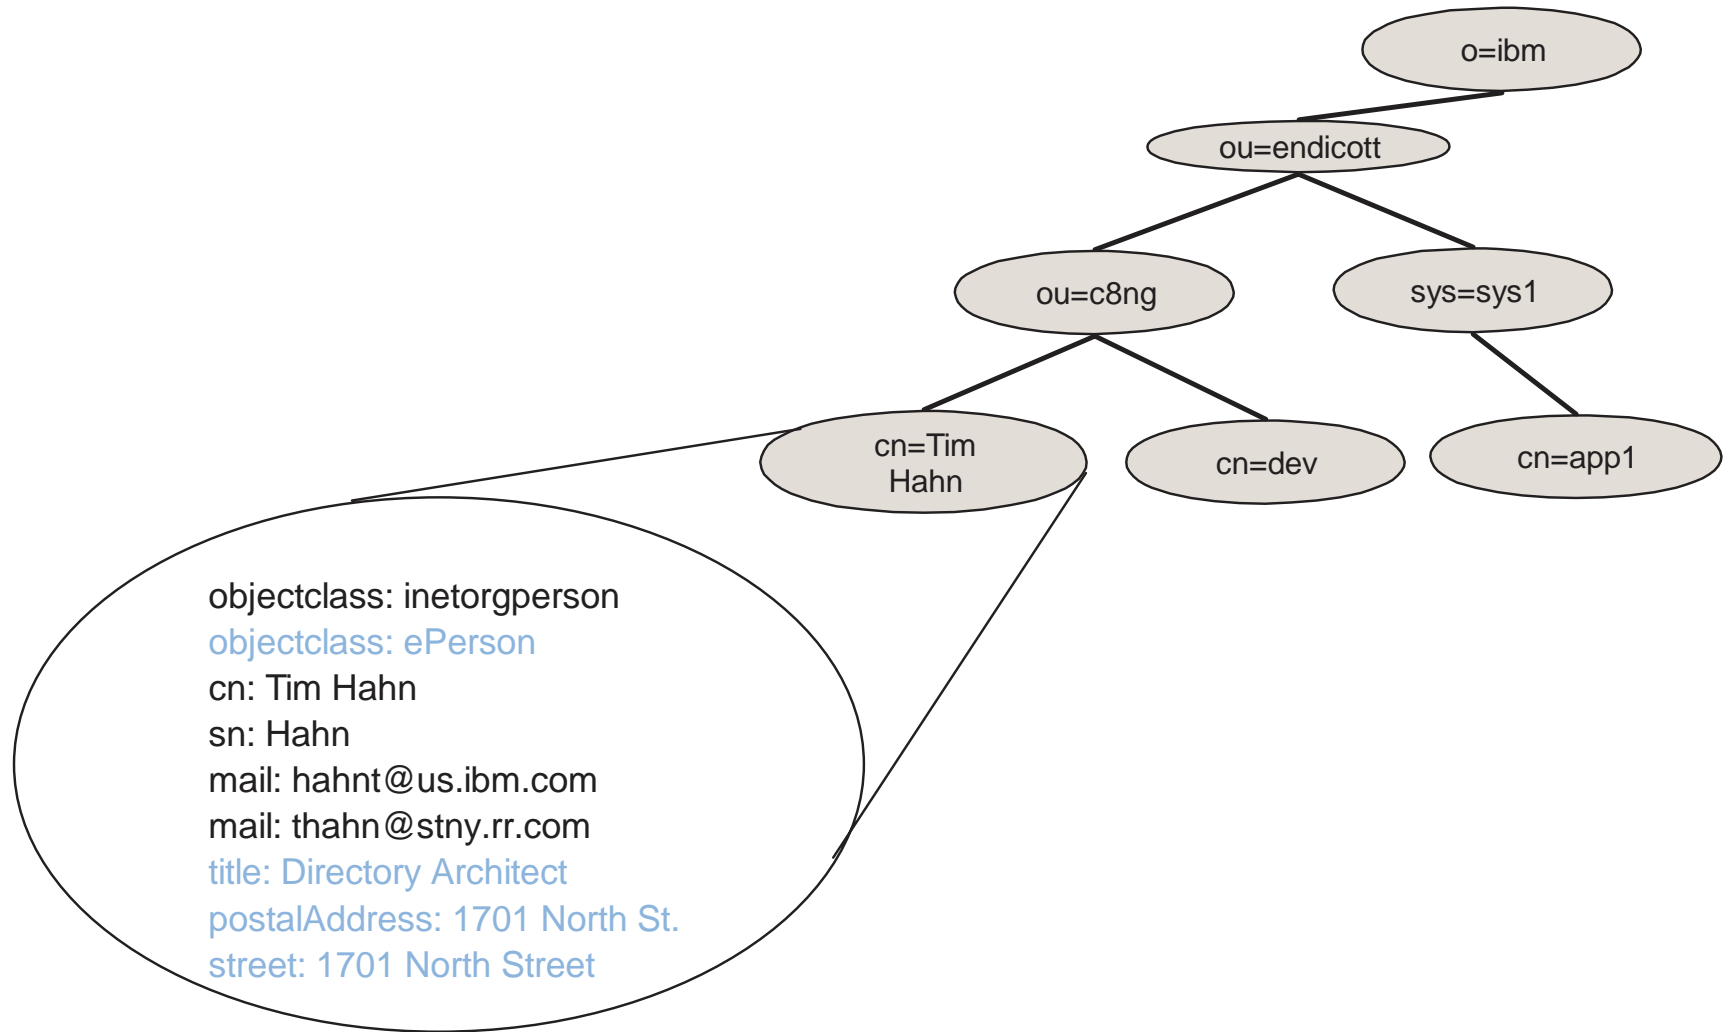 o=ibm
ou=endicott
ou=c8ng
sys=sys1
cn=Tim
Hahn
cn=dev
cn=app1
objectclass: inetorgperson
objectclass: ePerson
cn: Tim Hahn
sn: Hahn
mail: hahnt@us.ibm.com
mail: thahn@stny.rr.com
title: Directory Architect
postalAddress: 1701 North St.
street: 1701 North Street